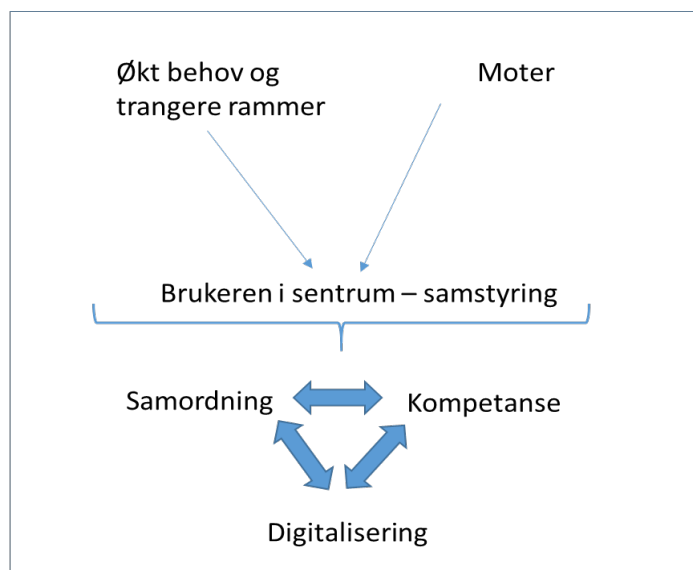 Økt behov og
trangere rammer
Moter
Brukeren i sentrum – samstyring
Samordning
Kompetanse
Digitalisering